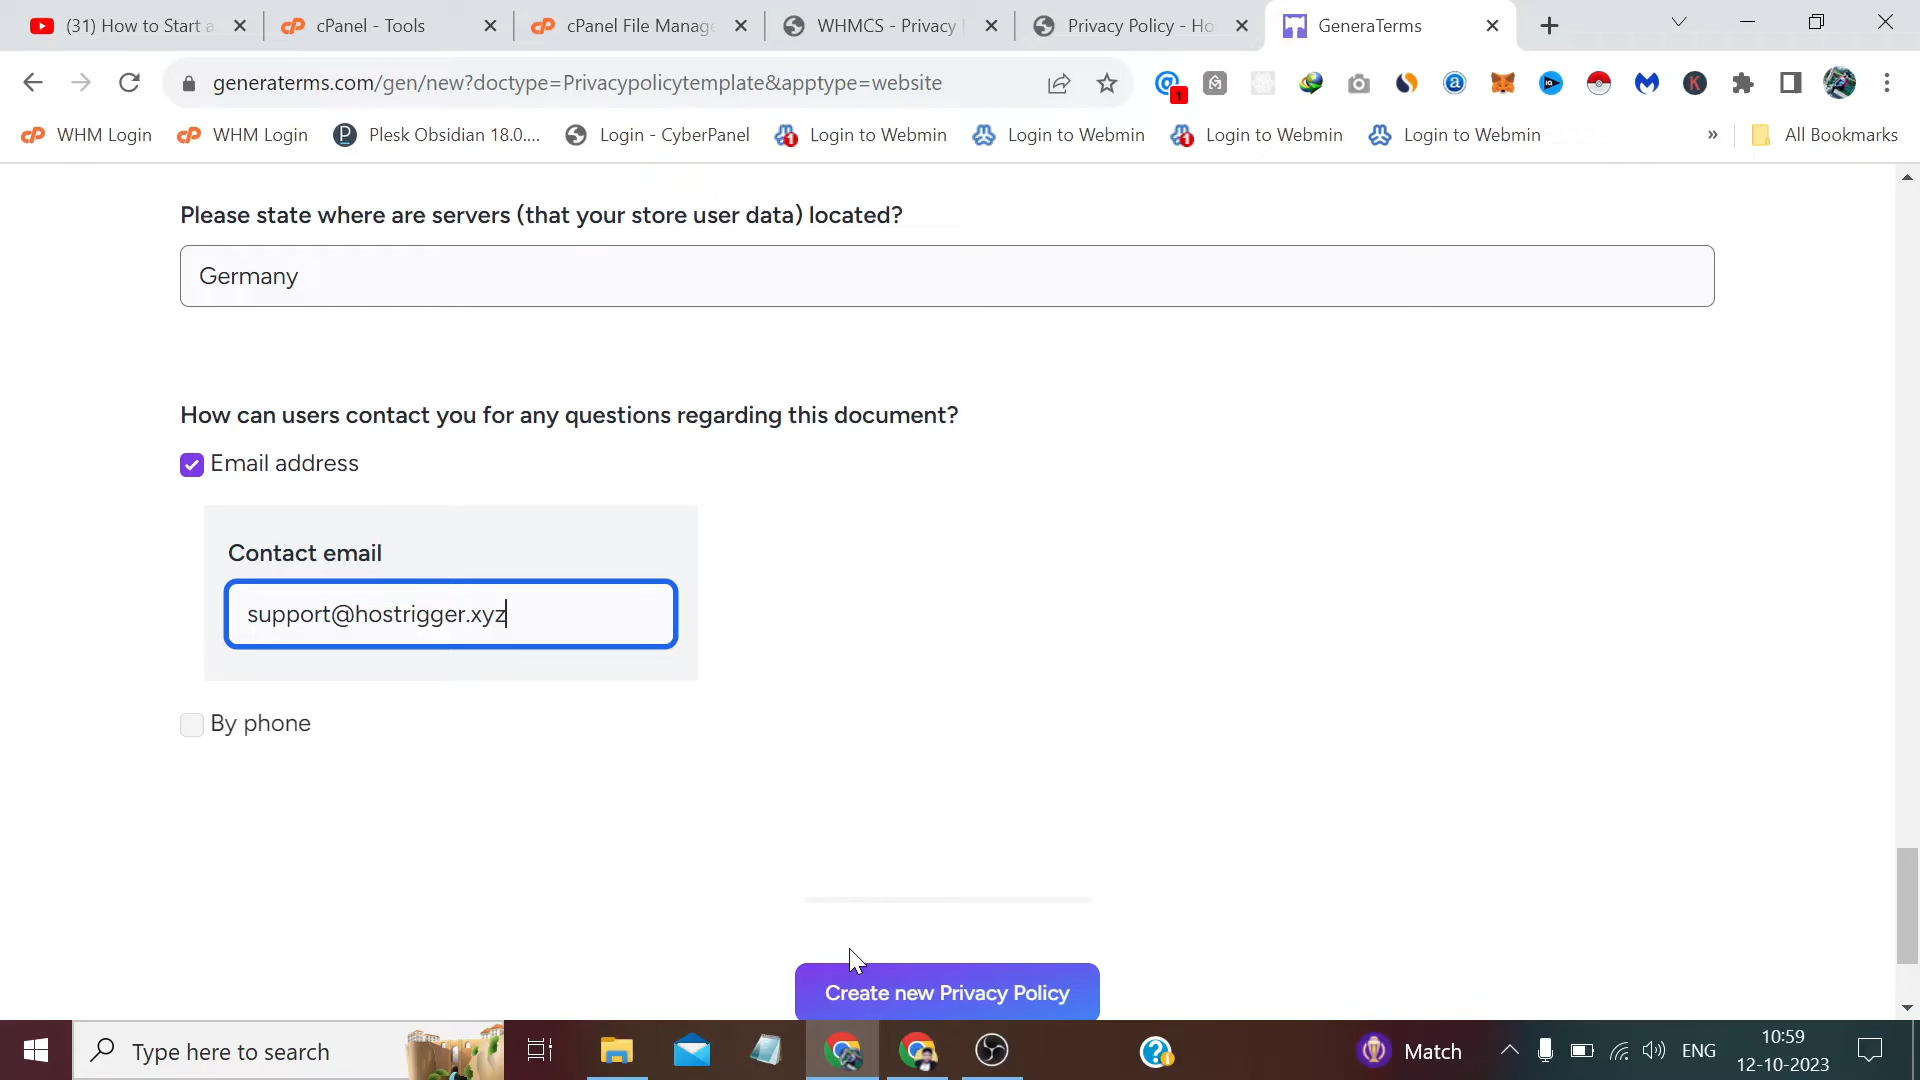 (31) How to Start a
cPanel - Tools
cPanel File Manag
WHMCS - Privacy
Privacy Policy - Ho
GeneraTerms
generaterms.com/gen/new?doctype=Privacypolicytemplate&apptype=website
WHM Login
WHM Login
Plesk Obsidian 18.0....
Login - CyberPanel
Login to Webmin
Login to Webmin
Login to Webmin
Login to Webmin
»
All Bookmarks
Please state where are servers (that your store user data) located?
Germany
How can users contact you for any questions regarding this document?
Email address
Contact email
support@hostrigger.xyz
By phone
Create new Privacy Policy
Type here to search
Match
ENG
10:59
12-10-2023